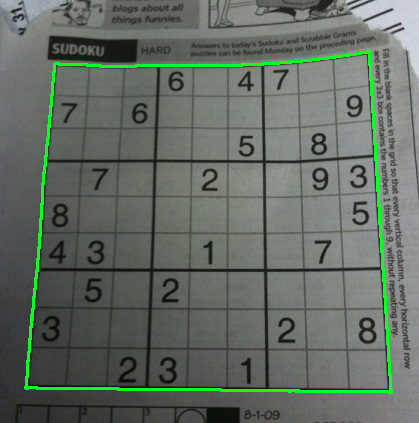 blogs about all
things funnies.
SUDOKU HARD Answers to today's Sudoku and Scrabble Grams
puzzles can be found Monday on the preceding page.
Fill in the blank spaces in the grid so that every vertical column, every horizontal row
and every 3x3 box contains the numbers 1 through 9, without repeating any.
6 4 7
7 6 9
5 8
7 2 9 3
8 5
4 3 1 7
5 2
3 2 8
2 3 1
1 2 3
8-1-09